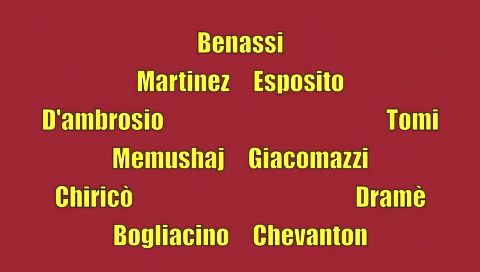 Benassi
Martinez Esposito
D'ambrosio Tomi
Memushaj Giacomazzi
Chiricò Dramè
Bogliacino Chevanton